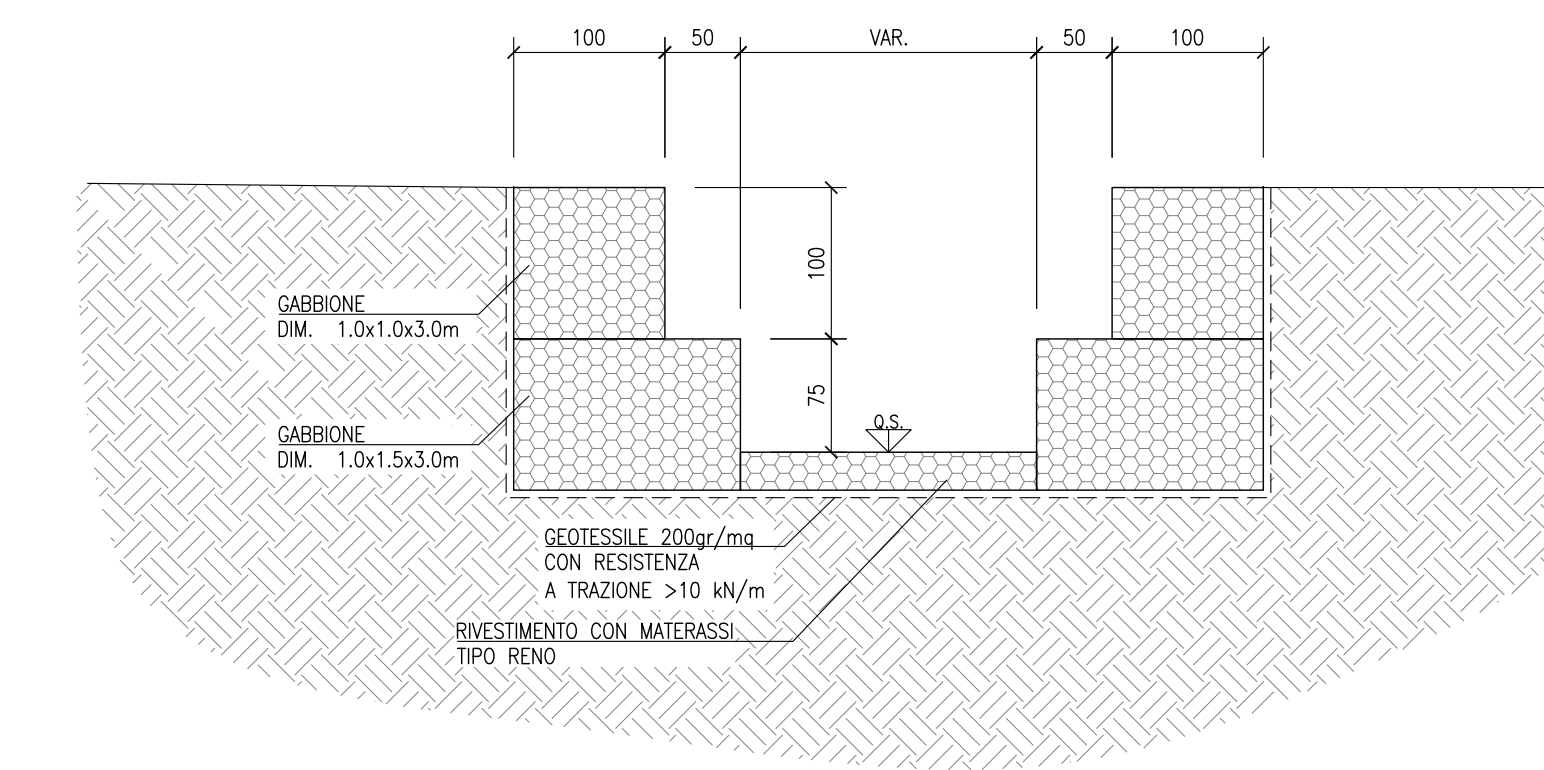 100
50
VAR.
50
100
100
GABBIONE
DIM. 1.0x1.0x3.0m
75
Q.S.
GABBIONE
DIM. 1.0x1.5x3.0m
GEOTESSILE 200gr/mq
CON RESISTENZA
A TRAZIONE >10 kN/m
RIVESTIMENTO CON MATERASSI
TIPO RENO